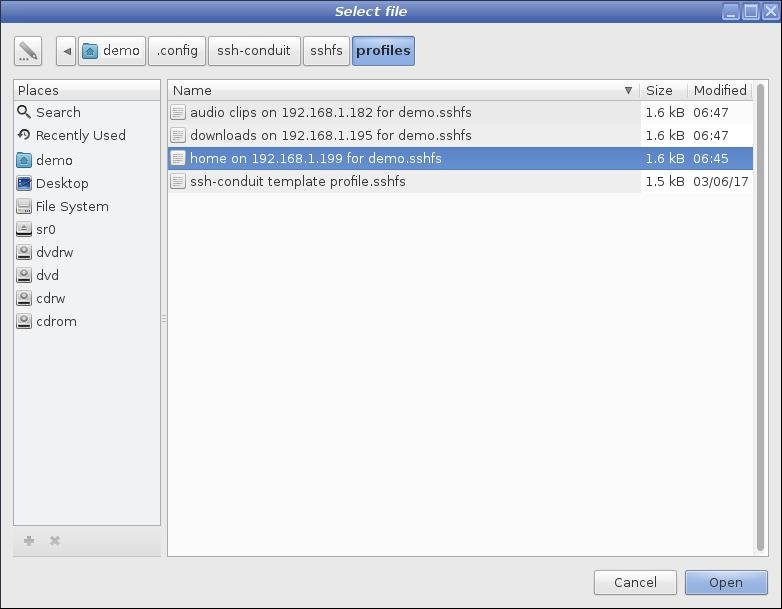 Select file
demo .config ssh-conduit sshfs profiles
Places
Search
Recently Used
demo
Desktop
File System
sr0
dvdrw
dvd
cdrw
cdrom
Name Size Modified
audio clips on 192.168.1.182 for demo.sshfs 1.6 kB 06:47
downloads on 192.168.1.195 for demo.sshfs 1.6 kB 06:47
home on 192.168.1.199 for demo.sshfs 1.6 kB 06:45
ssh-conduit template profile.sshfs 1.5 kB 03/06/17
Cancel Open